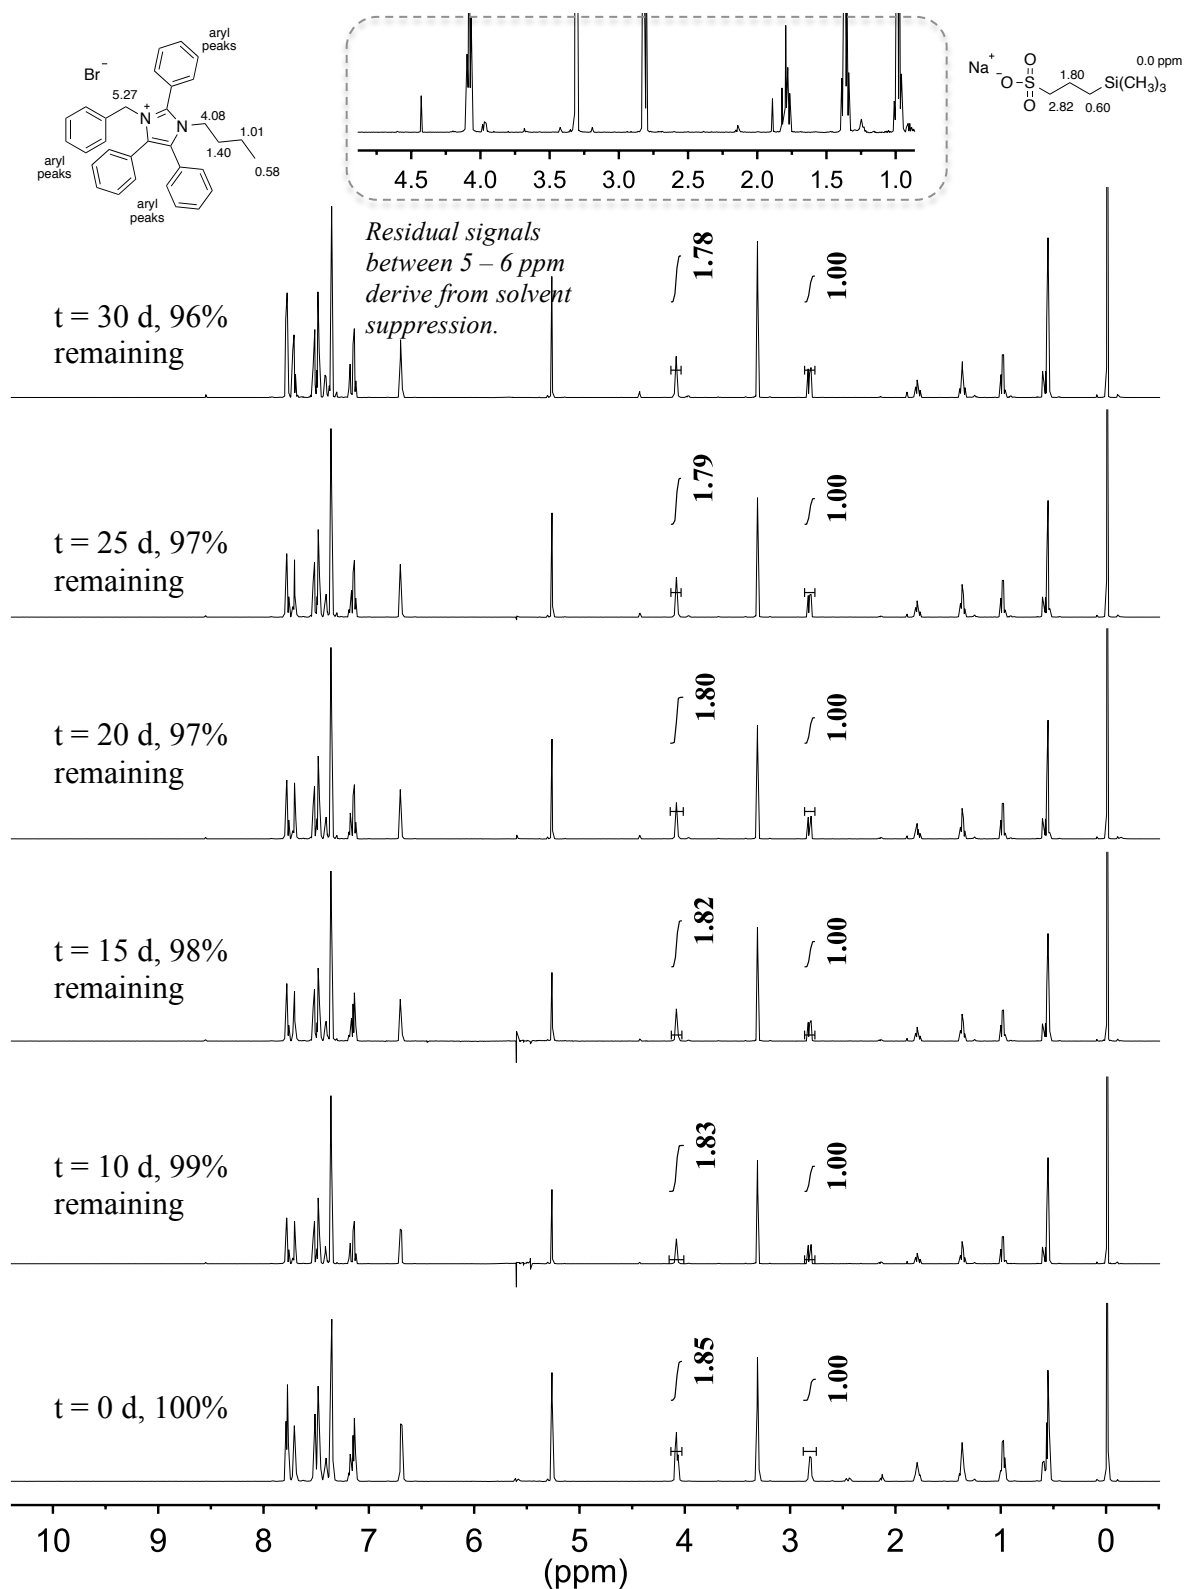 aryl
peaks
Br−
5.27
N
+
N
4.08
1.01
1.40
0.58
aryl
peaks
aryl
peaks
4.5 4.0 3.5 3.0 2.5 2.0 1.5 1.0
Na+
−O
O
S
O
1.80
2.82
0.60
0.0 ppm
Si(CH3)3
Residual signals
between 5 – 6 ppm
derive from solvent
suppression.
t = 30 d, 96%
remaining
1.78
1.00
t = 25 d, 97%
remaining
1.79
1.00
t = 20 d, 97%
remaining
1.80
1.00
t = 15 d, 98%
remaining
1.82
1.00
t = 10 d, 99%
remaining
1.83
1.00
t = 0 d, 100%
1.85
1.00
10 9 8 7 6 5 4 3 2 1 0
(ppm)